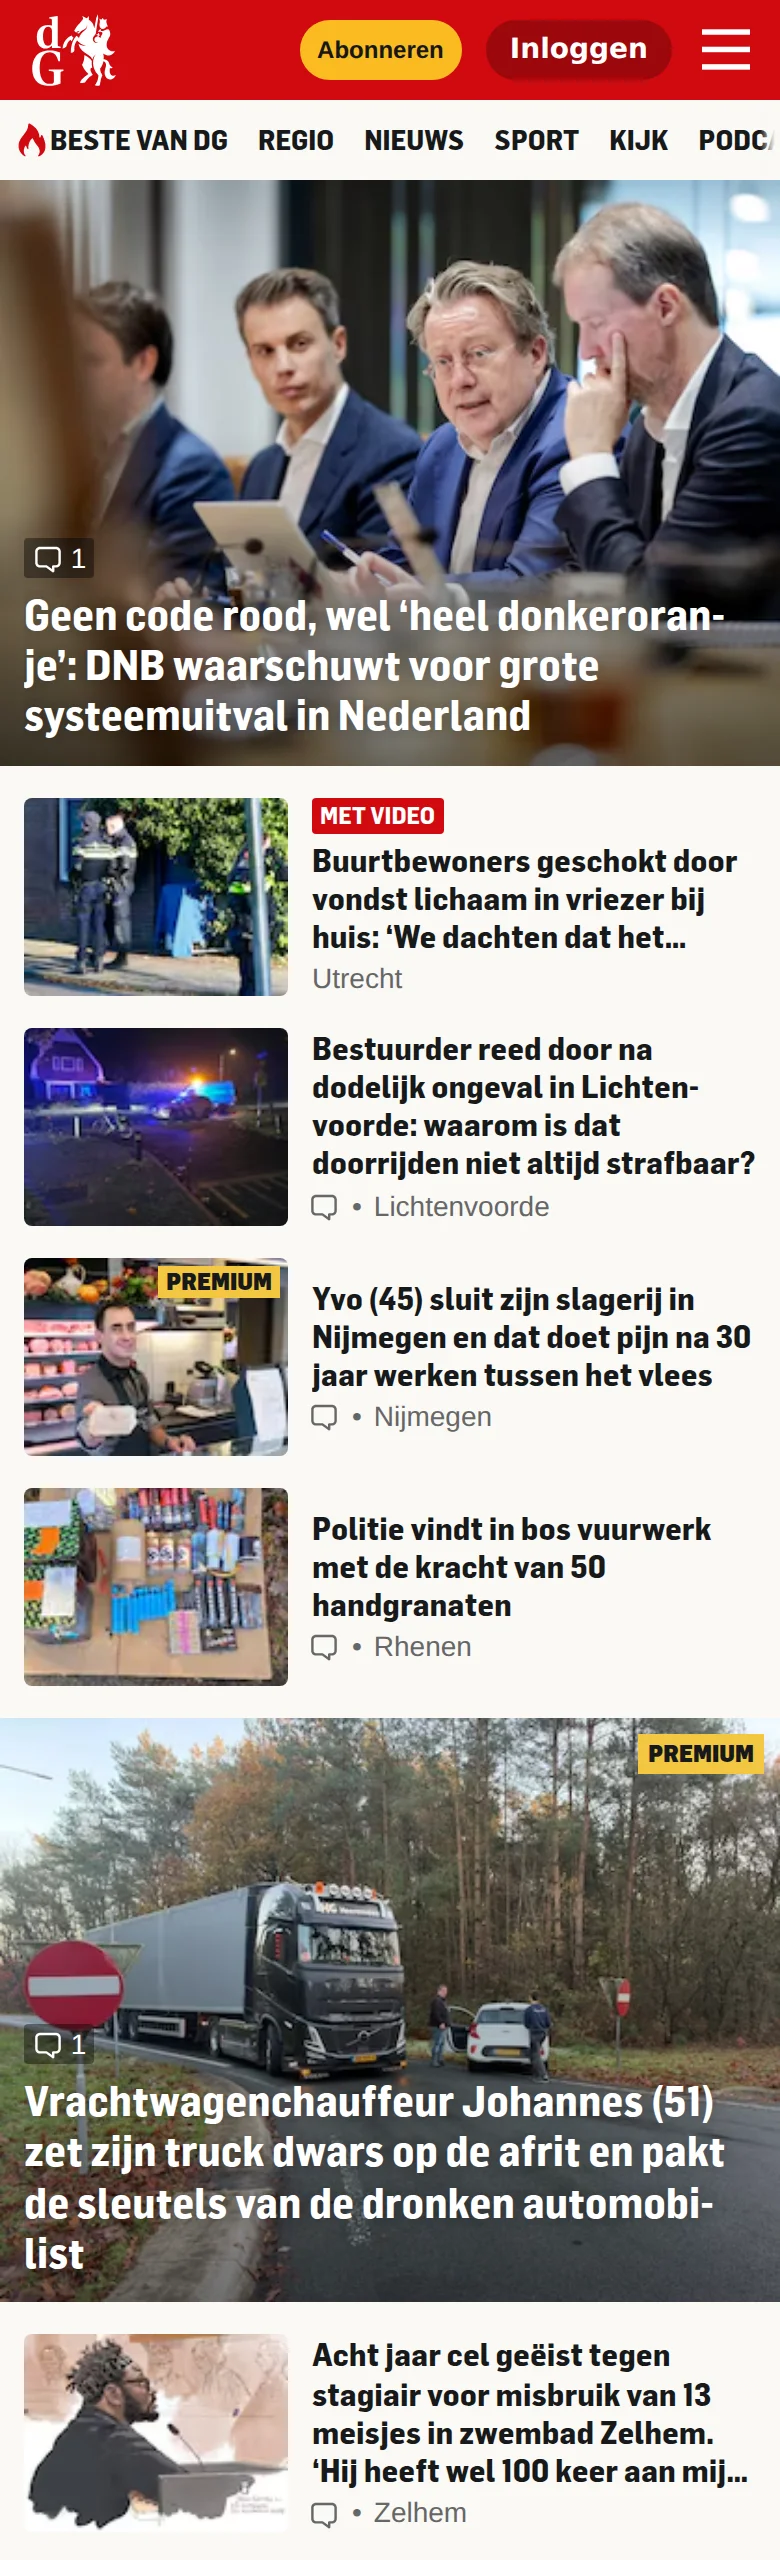 dG
Abonneren
Inloggen
BESTE VAN DG
REGIO
NIEUWS
SPORT
KIJK
1
Geen code rood, wel ‘heel donkeroran-
je’: DNB waarschuwt voor grote
systeemuitval in Nederland
MET VIDEO
Buurtbewoners geschokt door
vondst lichaam in vriezer bij
huis: ‘We dachten dat het...
Utrecht
Bestuurder reed door na
dodelijk ongeval in Lichten-
voorde: waarom is dat
doorrijden niet altijd strafbaar?
• Lichtenvoorde
PREMIUM
Yvo (45) sluit zijn slagerij in
Nijmegen en dat doet pijn na 30
jaar werken tussen het vlees
• Nijmegen
Politie vindt in bos vuurwerk
met de kracht van 50
handgranaten
• Rhenen
PREMIUM
1
Vrachtwagenchauffeur Johannes (51)
zet zijn truck dwars op de afrit en pakt
de sleutels van de dronken automobi-
list
Acht jaar cel geëist tegen
stagiair voor misbruik van 13
meisjes in zwembad Zelhem.
‘Hij heeft wel 100 keer aan mij...
• Zelhem